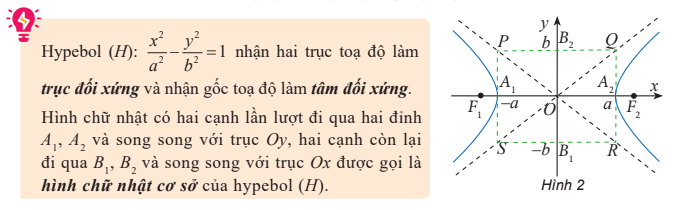 Hypebol (H): x²/a² − y²/b² = 1 nhận hai trục toạ độ làm
trục đối xứng và nhận gốc toạ độ làm tâm đối xứng.
Hình chữ nhật có hai cạnh lần lượt đi qua hai đỉnh
A₁, A₂ và song song với trục Oy, hai cạnh còn lại
đi qua B₁, B₂ và song song với trục Ox được gọi là
hình chữ nhật cơ sở của hypebol (H).
y
P b B₂ Q
A₁ A₂ x
F₁ −a O a F₂
S −b B₁ R
Hình 2